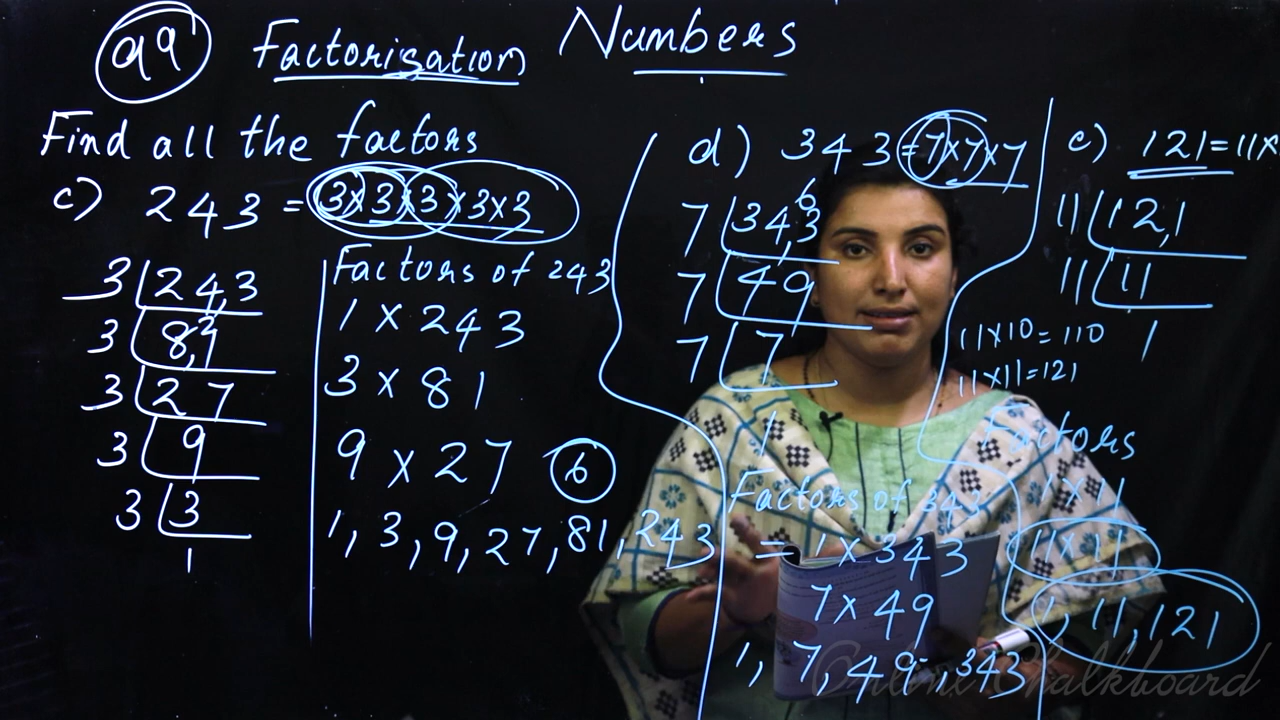 Q9 Factorisation Numbers
Find all the factors
c) 243 = 3×3×3×3×3
3 243
3 81
3 27
3 9
3 3
1
Factors of 243
1 × 243
3 × 81
9 × 27 6
1, 3, 9, 27, 81, 243
d) 343 = 7×7×7
7 343
7 49
7 7
1
Factors of 343
= 1 × 343
7 × 49
1, 7, 49, 343
e) 121 = 11×
11 121
11 11
1
11×10 = 110
11×11=121
Factors
1×11
11×11
1, 11, 121
Online Chalkboard